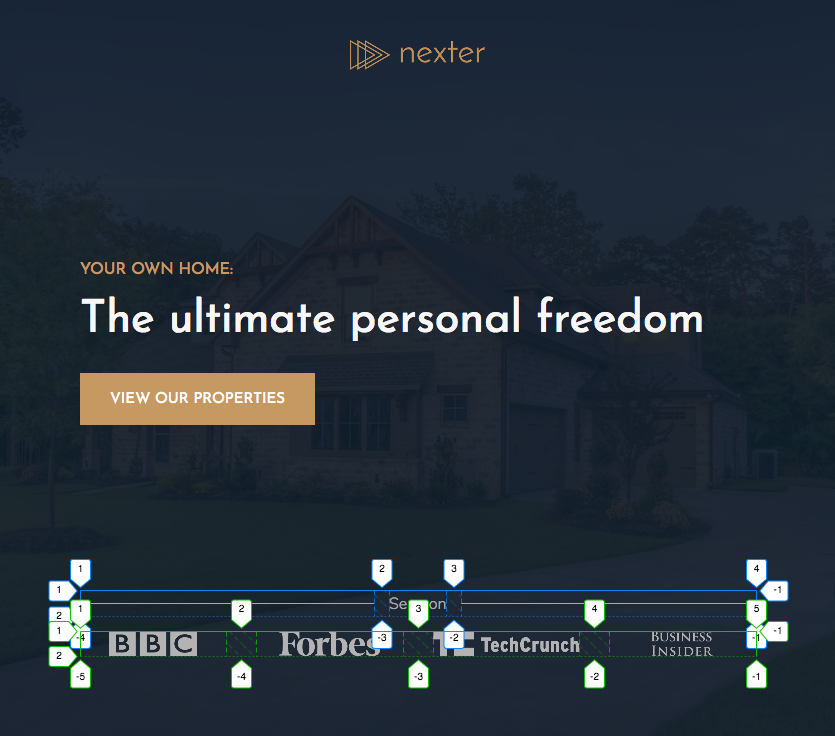 nexter
YOUR OWN HOME:
The ultimate personal freedom
VIEW OUR PROPERTIES
1 2 3 4
1 -1
Seen on
2 1 2 3 4 5
1 -4 -3 -2 -1 -1
BBC Forbes TechCrunch BUSINESS
INSIDER
2
-5 -4 -3 -2 -1